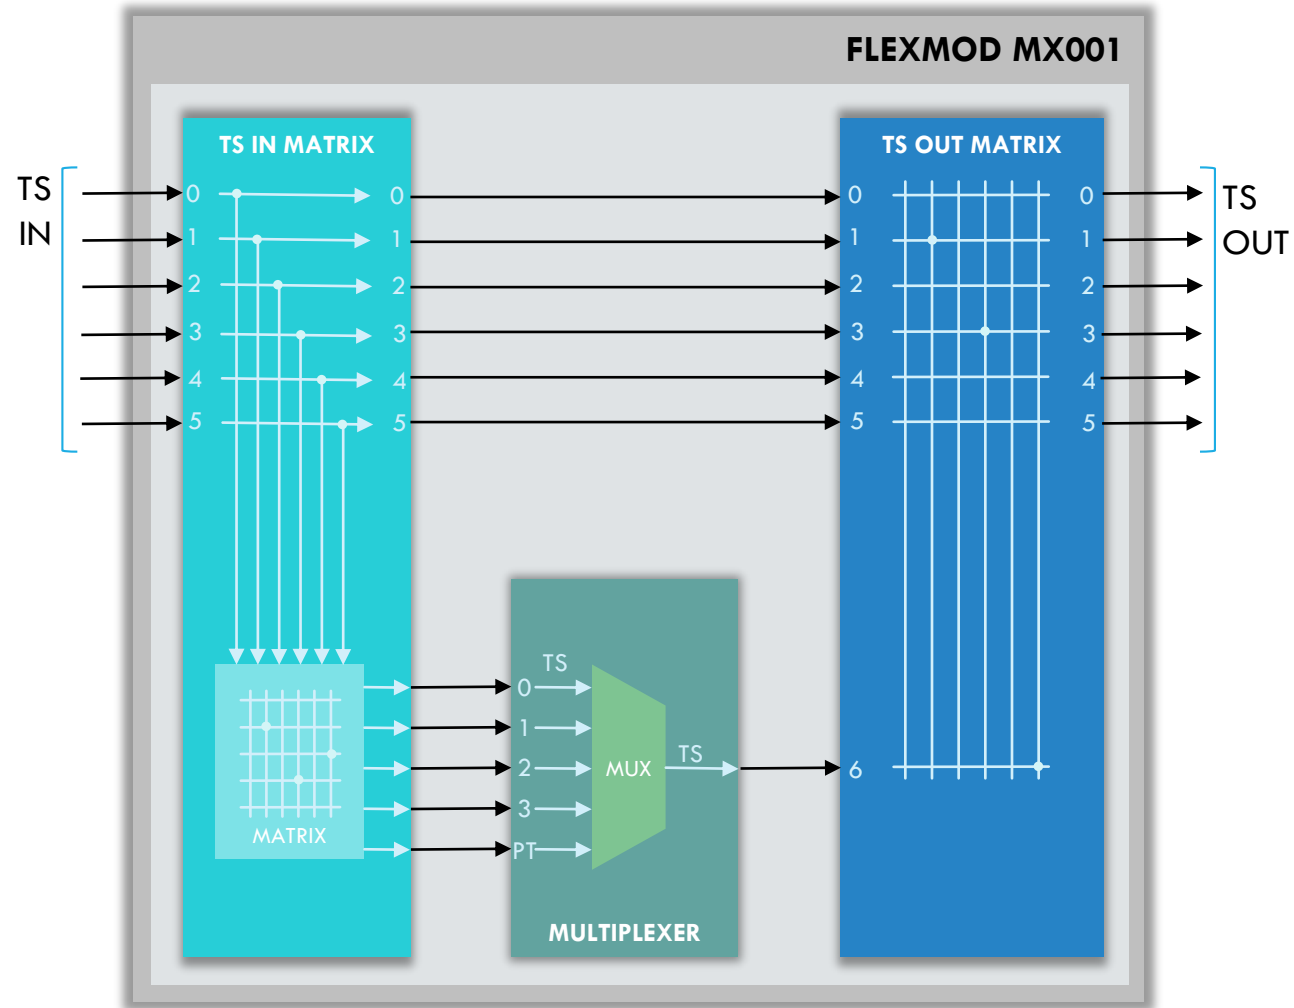 FLEXMOD MX001
TS IN MATRIX
TS OUT MATRIX
TS
IN
0 0
1 1
2 2
3 3
4 4
5 5
0 0
1 1
2 2
3 3
4 4
5 5
6
TS
OUT
TS
0
1
2
3
PT
MUX
TS
MATRIX
MULTIPLEXER